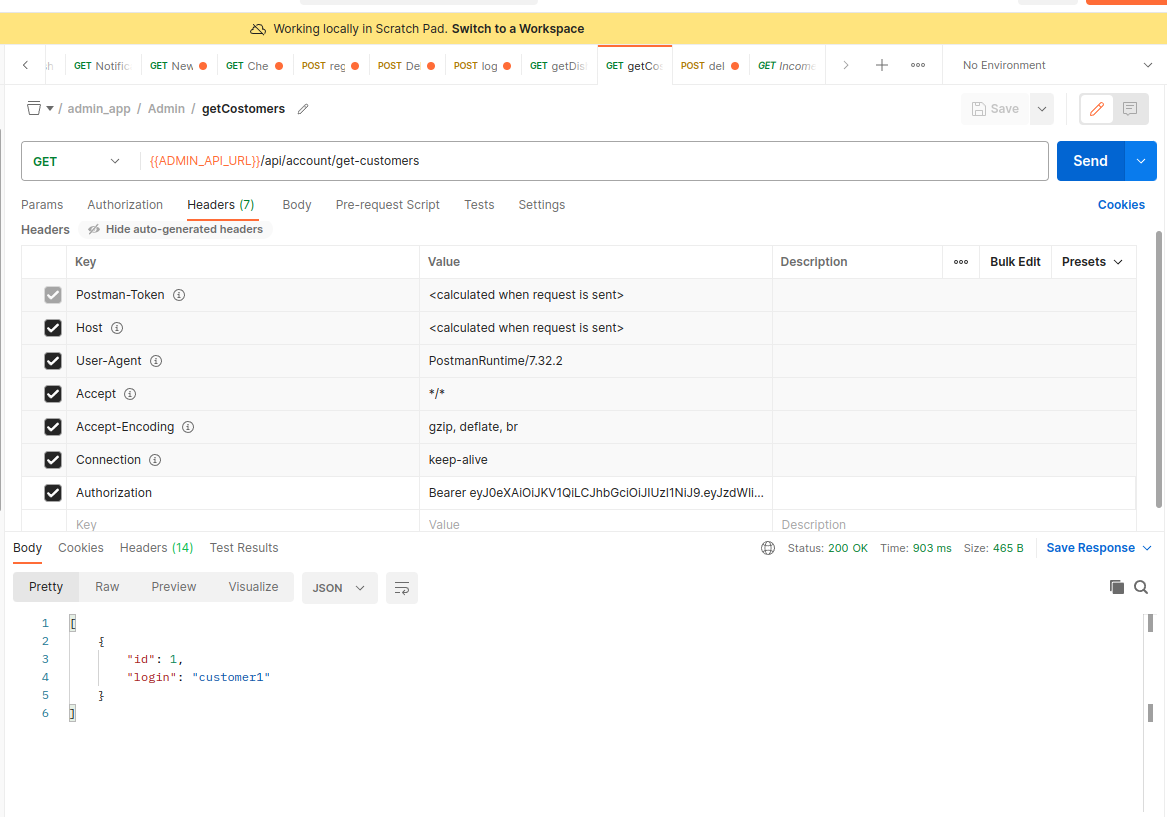 Working locally in Scratch Pad. Switch to a Workspace
GET Notific GET New GET Che POST reg POST De POST log GET getDis GET getCos POST del GET Income No Environment
/ admin_app / Admin / getCostomers Save
GET {{ADMIN_API_URL}}/api/account/get-customers Send
Params Authorization Headers (7) Body Pre-request Script Tests Settings Cookies
Headers Hide auto-generated headers
Key Value Description Bulk Edit Presets
Postman-Token <calculated when request is sent>
Host <calculated when request is sent>
User-Agent PostmanRuntime/7.32.2
Accept */*
Accept-Encoding gzip, deflate, br
Connection keep-alive
Authorization Bearer eyJ0eXAiOiJKV1QiLCJhbGciOiJIUzI1NiJ9.eyJzdWIi...
Key Value Description
Body Cookies Headers (14) Test Results Status: 200 OK Time: 903 ms Size: 465 B Save Response
Pretty Raw Preview Visualize JSON
1 [
2 {
3 "id": 1,
4 "login": "customer1"
5 }
6 ]